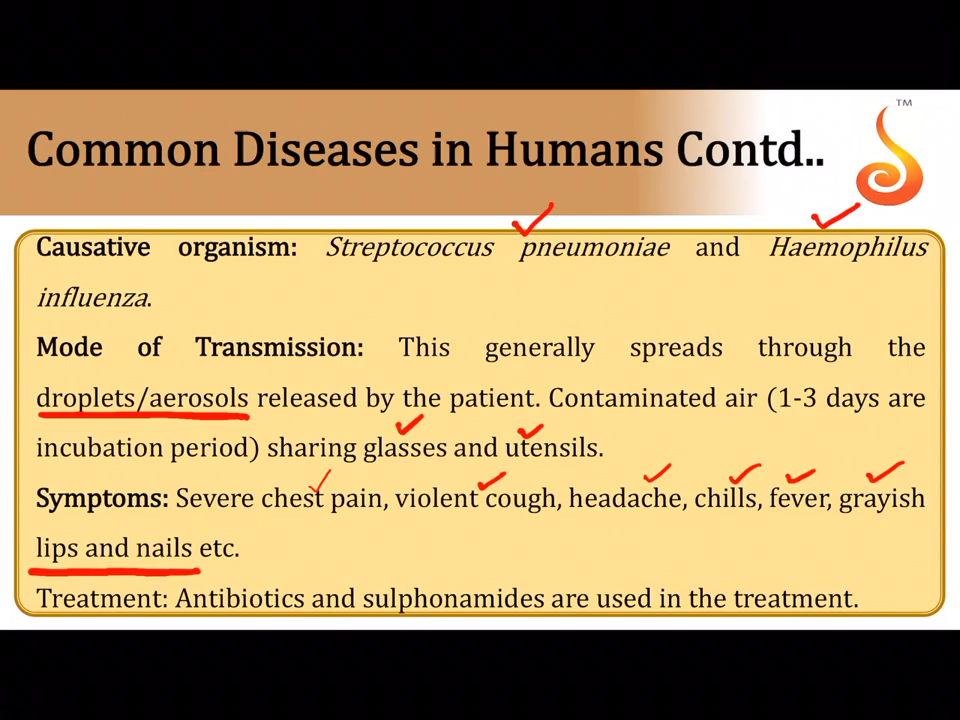 TM
Common Diseases in Humans Contd..
Causative organism: Streptococcus pneumoniae and Haemophilus
influenza.
Mode of Transmission: This generally spreads through the
droplets/aerosols released by the patient. Contaminated air (1-3 days are
incubation period) sharing glasses and utensils.
Symptoms: Severe chest pain, violent cough, headache, chills, fever, grayish
lips and nails etc.
Treatment: Antibiotics and sulphonamides are used in the treatment.